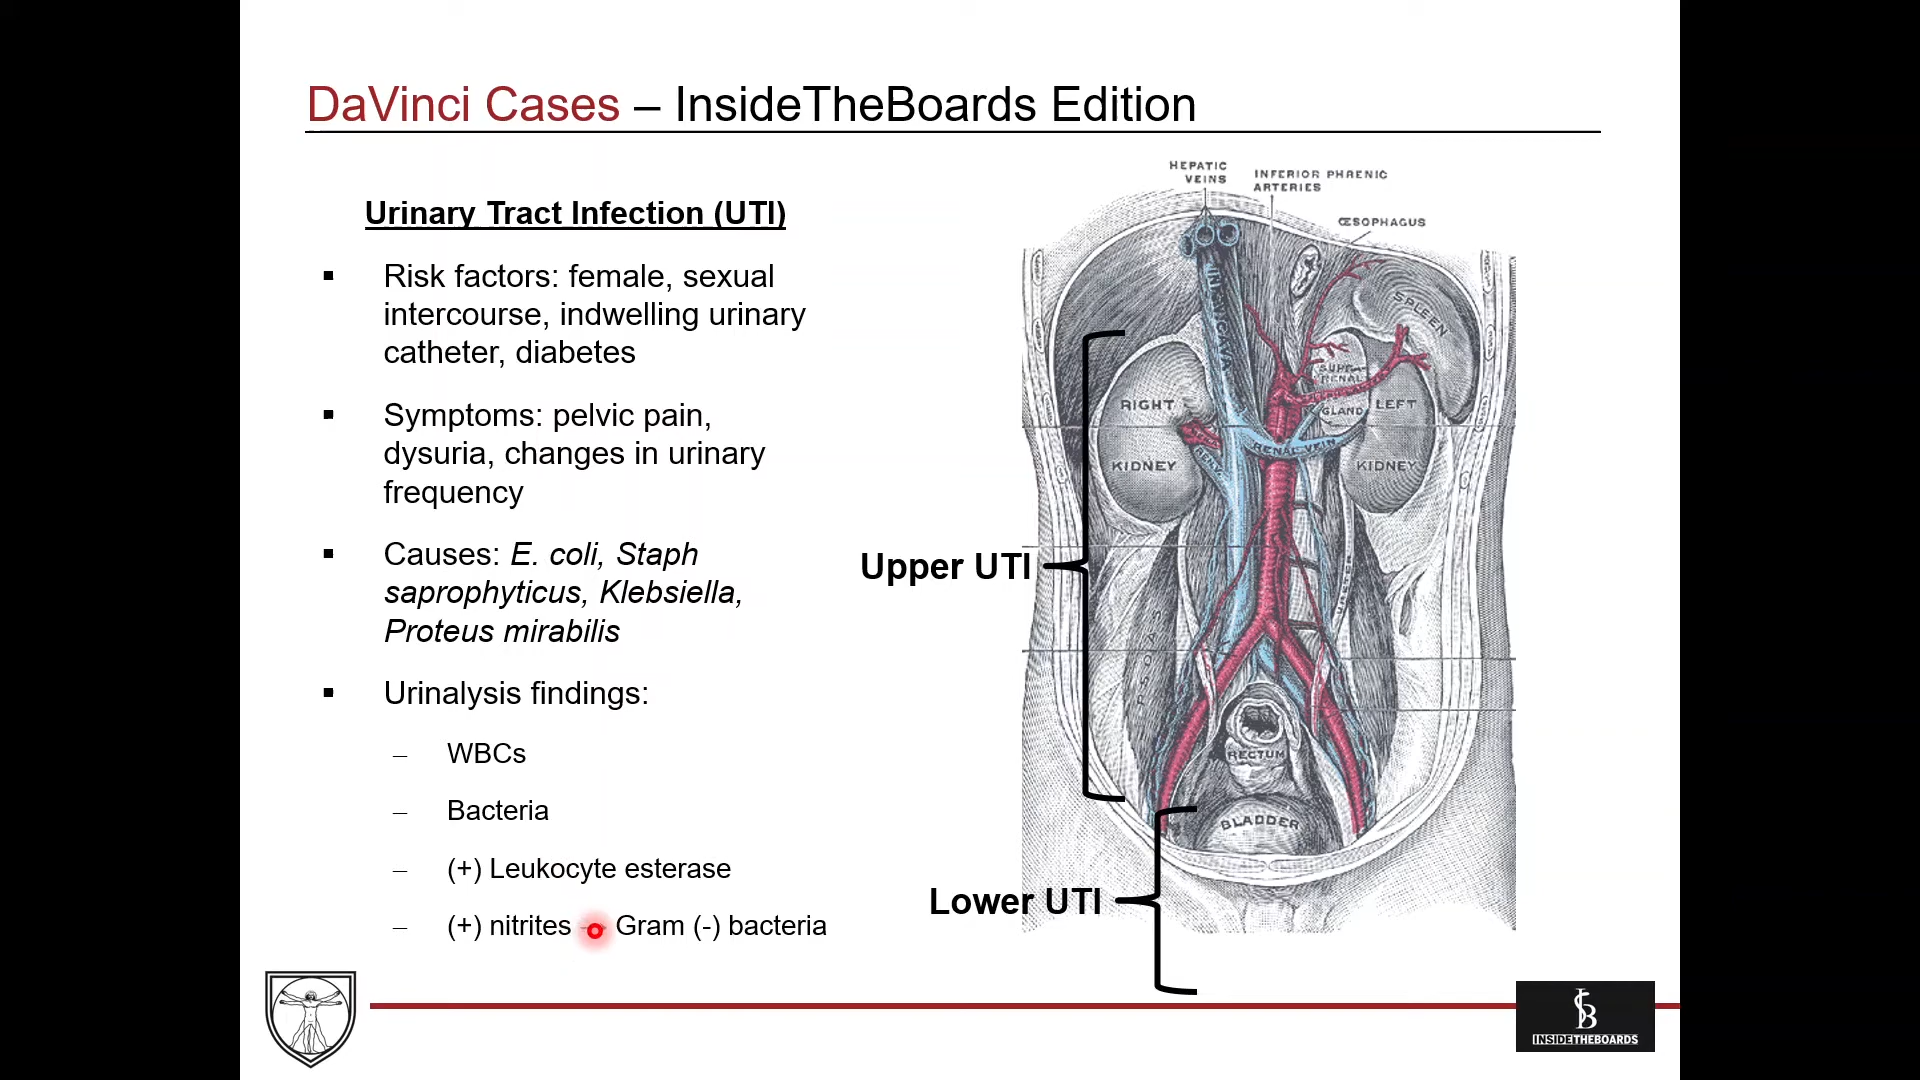 DaVinci Cases – InsideTheBoards Edition
Urinary Tract Infection (UTI)
▪ Risk factors: female, sexual
intercourse, indwelling urinary
catheter, diabetes
▪ Symptoms: pelvic pain,
dysuria, changes in urinary
frequency
▪ Causes: E. coli, Staph
saprophyticus, Klebsiella,
Proteus mirabilis
▪ Urinalysis findings:
– WBCs
– Bacteria
– (+) Leukocyte esterase
– (+) nitrites → Gram (-) bacteria
HEPATIC
VEINS
INFERIOR PHRENIC
ARTERIES
ŒSOPHAGUS
SPLEEN
SUPRA-
RENAL
GLAND
RIGHT
KIDNEY
LEFT
KIDNEY
RENAL VEIN
PSOAS
RECTUM
BLADDER
Upper UTI
Lower UTI
INSIDETHEBOARDS